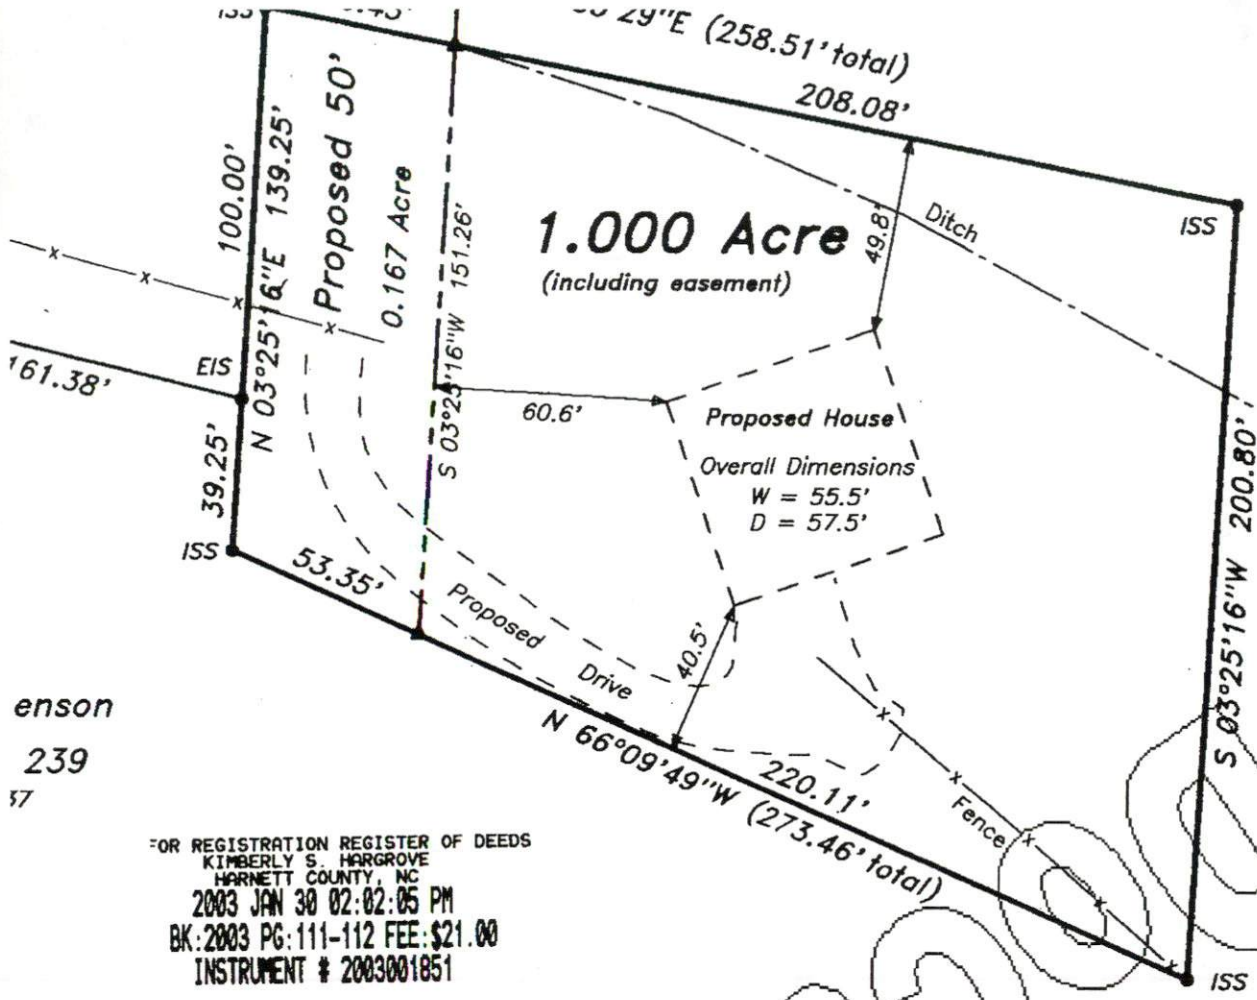 ISS
29"E (258.51' total)
208.08'
100.00'
N 03°25'16"E 139.25'
Proposed 50'
0.167 Acre
S 03°25'16"W 151.26'
1.000 Acre
(including easement)
49.8'
Ditch
ISS
x x x x
EIS
161.38'
60.6'
Proposed House
Overall Dimensions
W = 55.5'
D = 57.5'
39.25'
ISS
53.35'
Proposed
Drive
40.5'
S 03°25'16"W 200.80'
N 66°09'49"W (273.46' total)
220.11'
x x x x x
Fence
ISS
enson
239
37
FOR REGISTRATION REGISTER OF DEEDS
KIMBERLY S. HARGROVE
HARNETT COUNTY, NC
2003 JAN 30 02:02:05 PM
BK:2003 PG:111-112 FEE:$21.00
INSTRUMENT # 2003001851